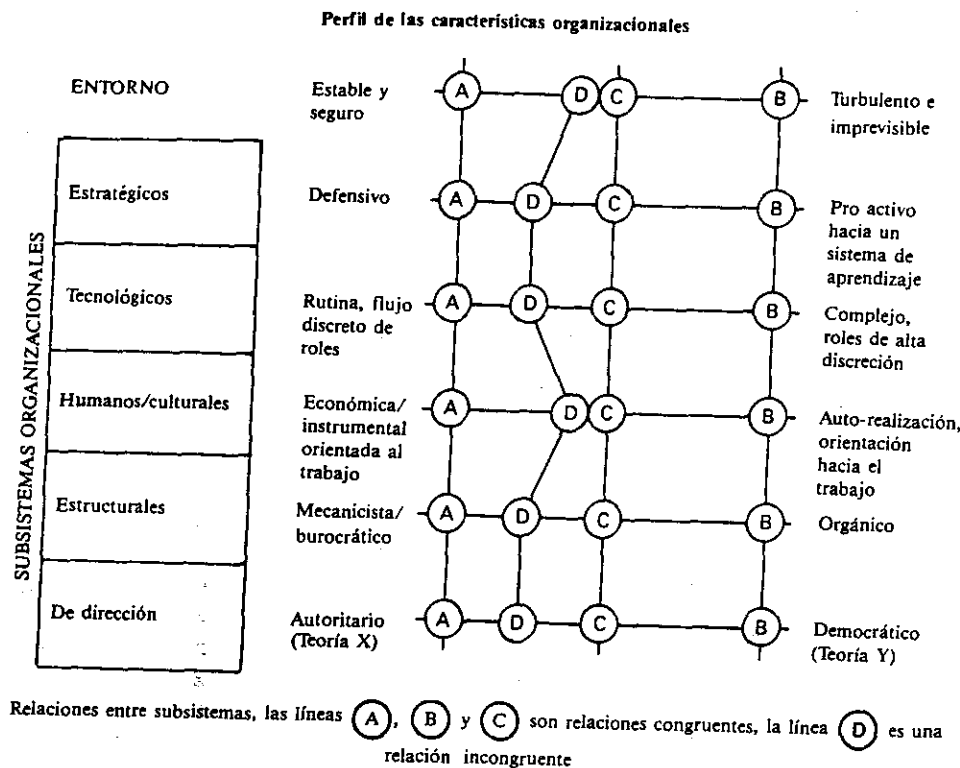 Perfil de las características organizacionales
ENTORNO
Estable y
seguro
A
D
C
B
Turbulento e
imprevisible
SUBSISTEMAS ORGANIZACIONALES
Estratégicos
Defensivo
A
D
C
B
Pro activo
hacia un
sistema de
aprendizaje
Tecnológicos
Rutina, flujo
discreto de
roles
A
D
C
B
Complejo,
roles de alta
discreción
Humanos/culturales
Económica/
instrumental
orientada al
trabajo
A
D
C
B
Auto-realización,
orientación
hacia el
trabajo
Estructurales
Mecanicista/
burocrático
A
D
C
B
Orgánico
De dirección
Autoritario
(Teoría X)
A
D
C
B
Democrático
(Teoría Y)
Relaciones entre subsistemas, las líneas A, B y C son relaciones congruentes, la línea D es una
relación incongruente